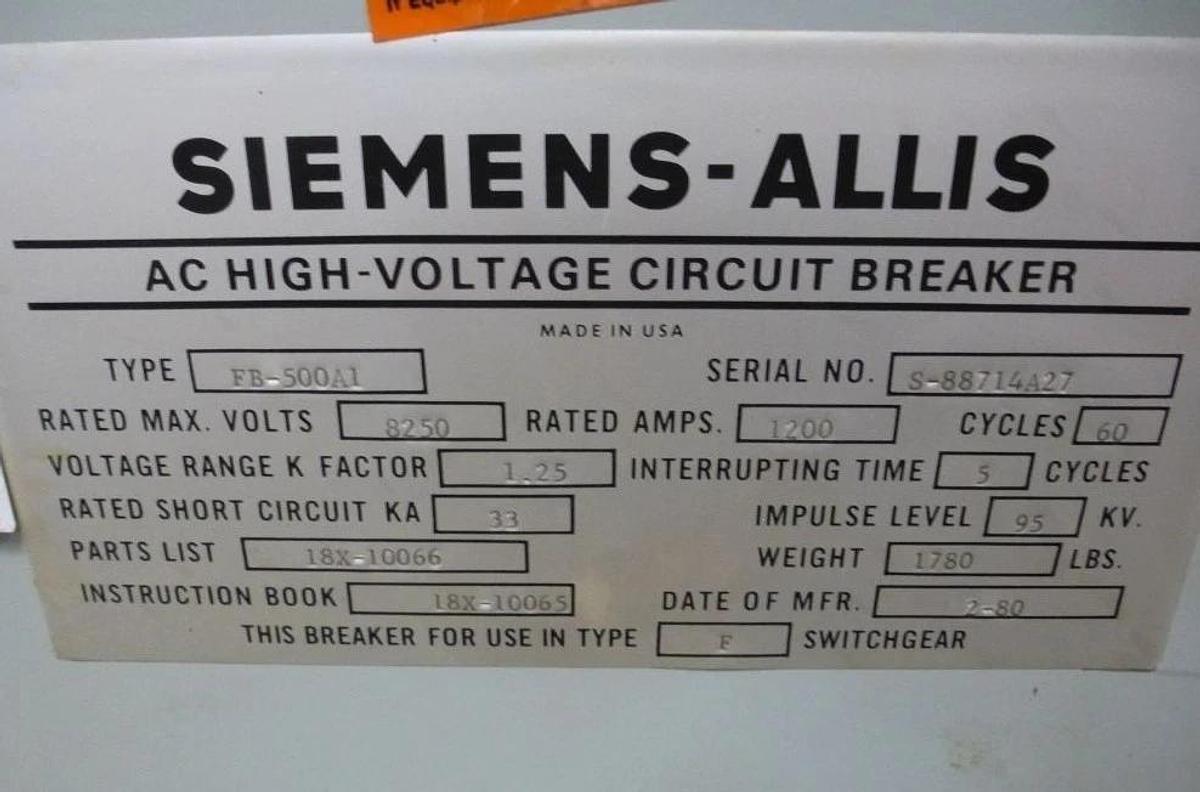 SIEMENS-ALLIS
AC HIGH-VOLTAGE CIRCUIT BREAKER
MADE IN USA
TYPE FB-500A1 SERIAL NO. S-88714A27
RATED MAX. VOLTS 8250 RATED AMPS. 1200 CYCLES 60
VOLTAGE RANGE K FACTOR 1.25 INTERRUPTING TIME 5 CYCLES
RATED SHORT CIRCUIT KA 33 IMPULSE LEVEL 95 KV.
PARTS LIST 18X-10066 WEIGHT 1780 LBS.
INSTRUCTION BOOK 18X-10065 DATE OF MFR. 2-80
THIS BREAKER FOR USE IN TYPE F SWITCHGEAR